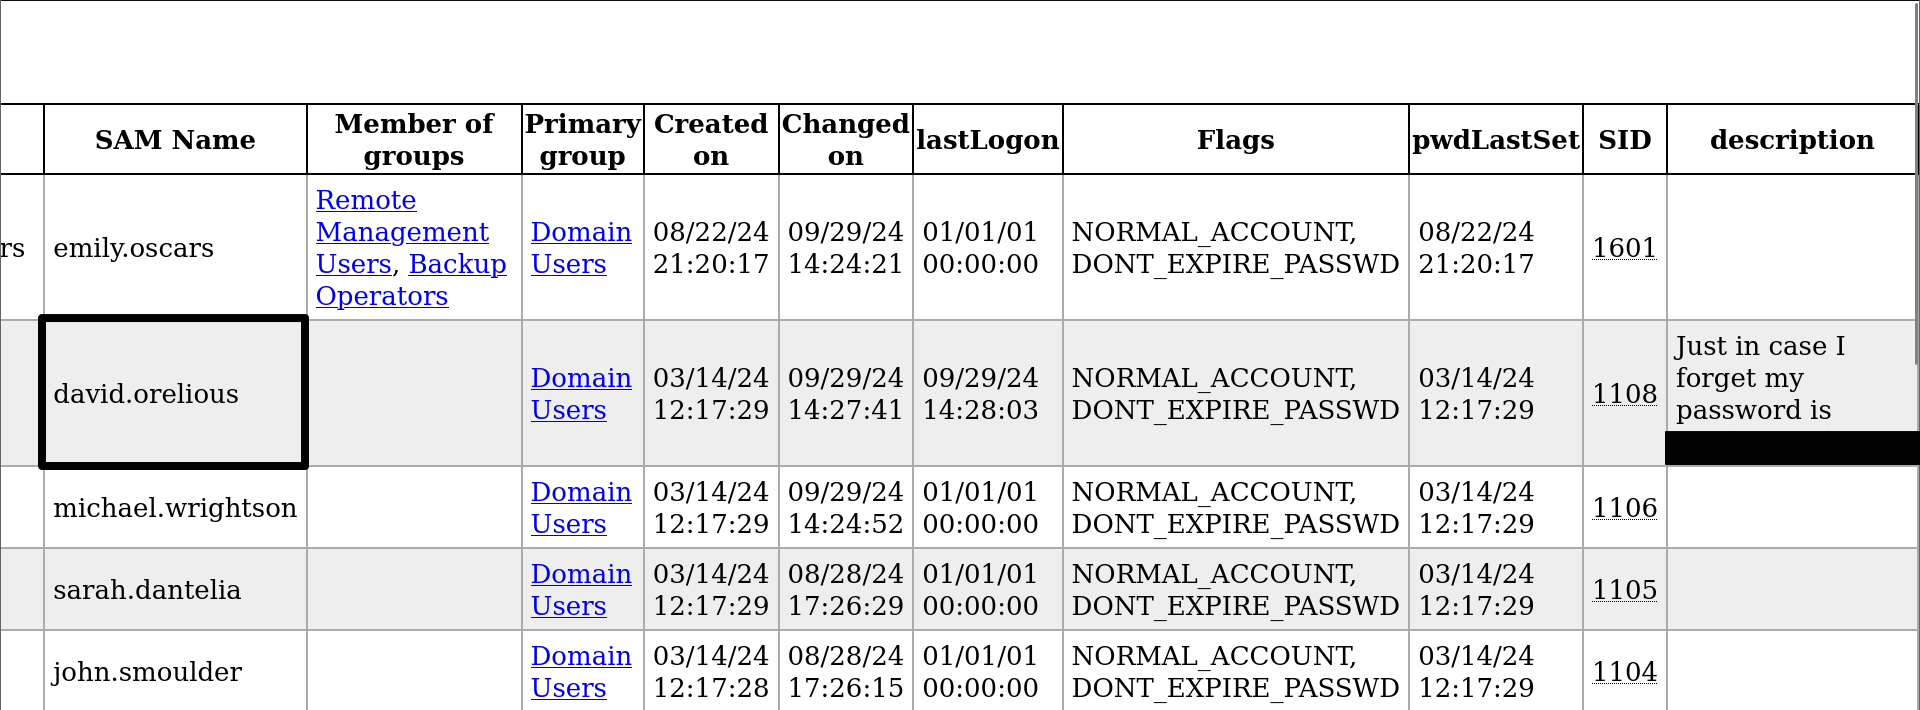 SAM Name
Member of
groups
Primary
group
Created
on
Changed
on
lastLogon
Flags
pwdLastSet
SID
description
rs
emily.oscars
Remote
Management
Users, Backup
Operators
Domain
Users
08/22/24
21:20:17
09/29/24
14:24:21
01/01/01
00:00:00
NORMAL_ACCOUNT,
DONT_EXPIRE_PASSWD
08/22/24
21:20:17
1601
david.orelious
Domain
Users
03/14/24
12:17:29
09/29/24
14:27:41
09/29/24
14:28:03
NORMAL_ACCOUNT,
DONT_EXPIRE_PASSWD
03/14/24
12:17:29
1108
Just in case I
forget my
password is
michael.wrightson
Domain
Users
03/14/24
12:17:29
09/29/24
14:24:52
01/01/01
00:00:00
NORMAL_ACCOUNT,
DONT_EXPIRE_PASSWD
03/14/24
12:17:29
1106
sarah.dantelia
Domain
Users
03/14/24
12:17:29
08/28/24
17:26:29
01/01/01
00:00:00
NORMAL_ACCOUNT,
DONT_EXPIRE_PASSWD
03/14/24
12:17:29
1105
john.smoulder
Domain
Users
03/14/24
12:17:28
08/28/24
17:26:15
01/01/01
00:00:00
NORMAL_ACCOUNT,
DONT_EXPIRE_PASSWD
03/14/24
12:17:29
1104